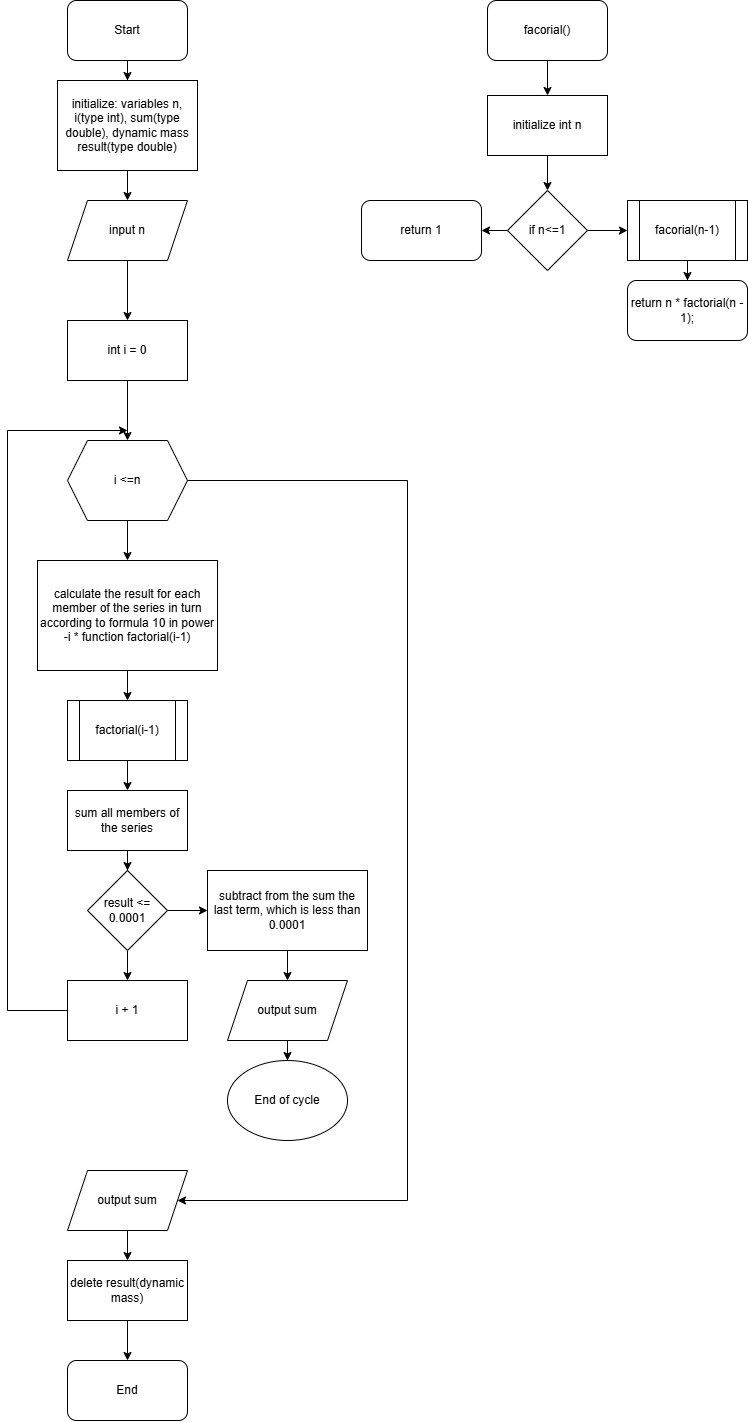 Start
initialize: variables n,
i(type int), sum(type
double), dynamic mass
result(type double)
input n
int i = 0
i <=n
calculate the result for each
member of the series in turn
according to formula 10 in power
-i * function factorial(i-1)
factorial(i-1)
sum all members of
the series
result <=
0.0001
subtract from the sum the
last term, which is less than
0.0001
i + 1
output sum
End of cycle
output sum
delete result(dynamic
mass)
End
facorial()
initialize int n
if n<=1
return 1
facorial(n-1)
return n * factorial(n -
1);